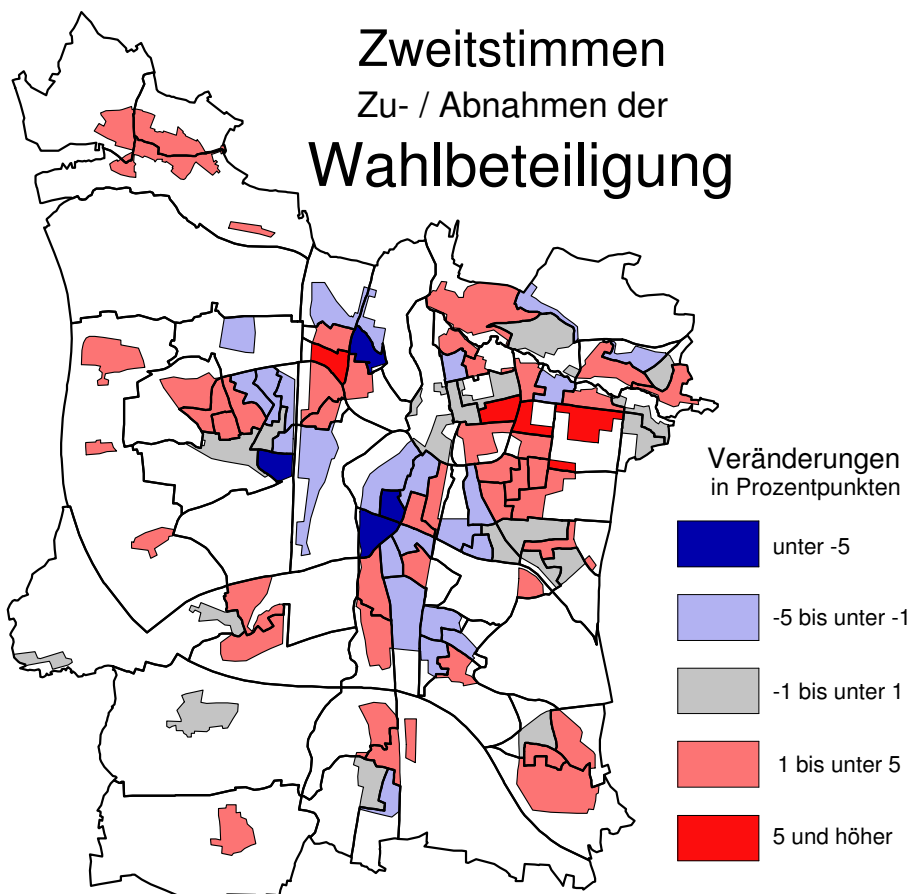 Zweitstimmen
Zu- / Abnahmen der
Wahlbeteiligung
Veränderungen
in Prozentpunkten
unter -5
-5 bis unter -1
-1 bis unter 1
1 bis unter 5
5 und höher